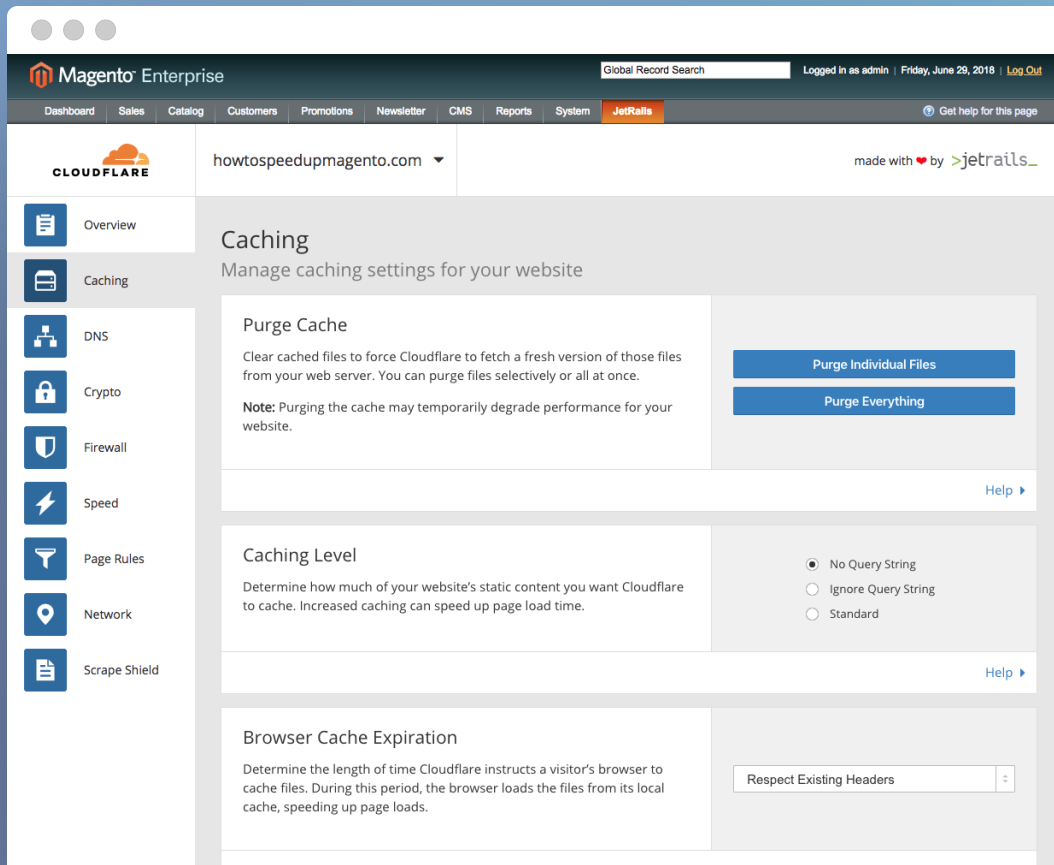 Magento Enterprise
Global Record Search
Logged in as admin | Friday, June 29, 2018 | Log Out
Dashboard Sales Catalog Customers Promotions Newsletter CMS Reports System JetRails
Get help for this page
CLOUDFLARE
howtospeedupmagento.com
made with ❤ by >jetrails_
Overview
Caching
DNS
Crypto
Firewall
Speed
Page Rules
Network
Scrape Shield
Caching
Manage caching settings for your website
Purge Cache
Clear cached files to force Cloudflare to fetch a fresh version of those files
from your web server. You can purge files selectively or all at once.
Note: Purging the cache may temporarily degrade performance for your
website.
Purge Individual Files
Purge Everything
Help
Caching Level
Determine how much of your website's static content you want Cloudflare
to cache. Increased caching can speed up page load time.
No Query String
Ignore Query String
Standard
Help
Browser Cache Expiration
Determine the length of time Cloudflare instructs a visitor's browser to
cache files. During this period, the browser loads the files from its local
cache, speeding up page loads.
Respect Existing Headers